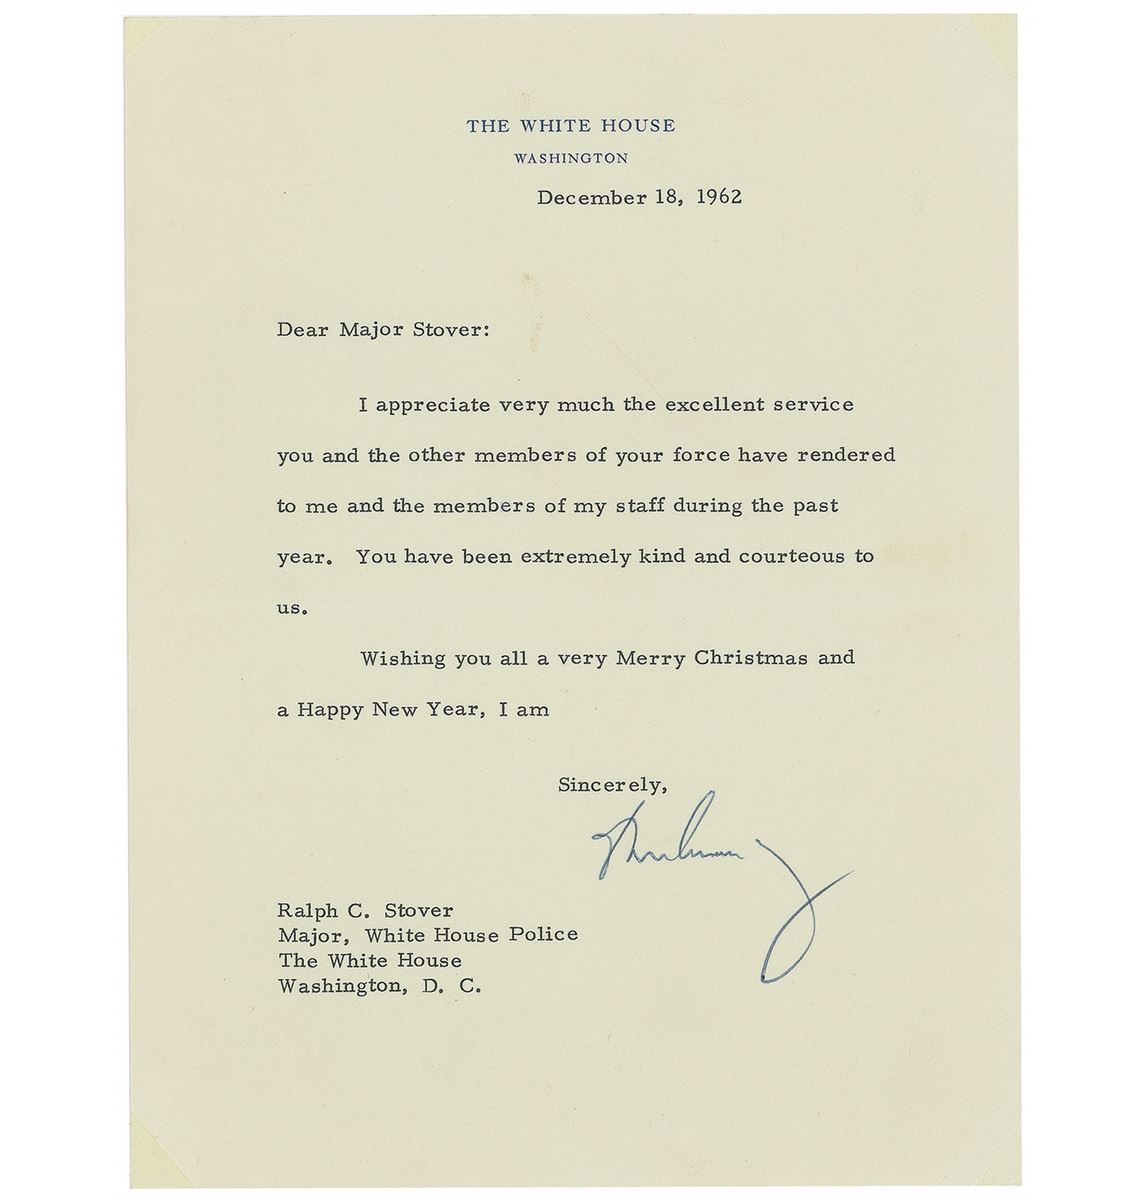 THE WHITE HOUSE
WASHINGTON
December 18, 1962
Dear Major Stover:
I appreciate very much the excellent service
you and the other members of your force have rendered
to me and the members of my staff during the past
year. You have been extremely kind and courteous to
us.
Wishing you all a very Merry Christmas and
a Happy New Year, I am
Sincerely,
Ralph C. Stover
Major, White House Police
The White House
Washington, D. C.